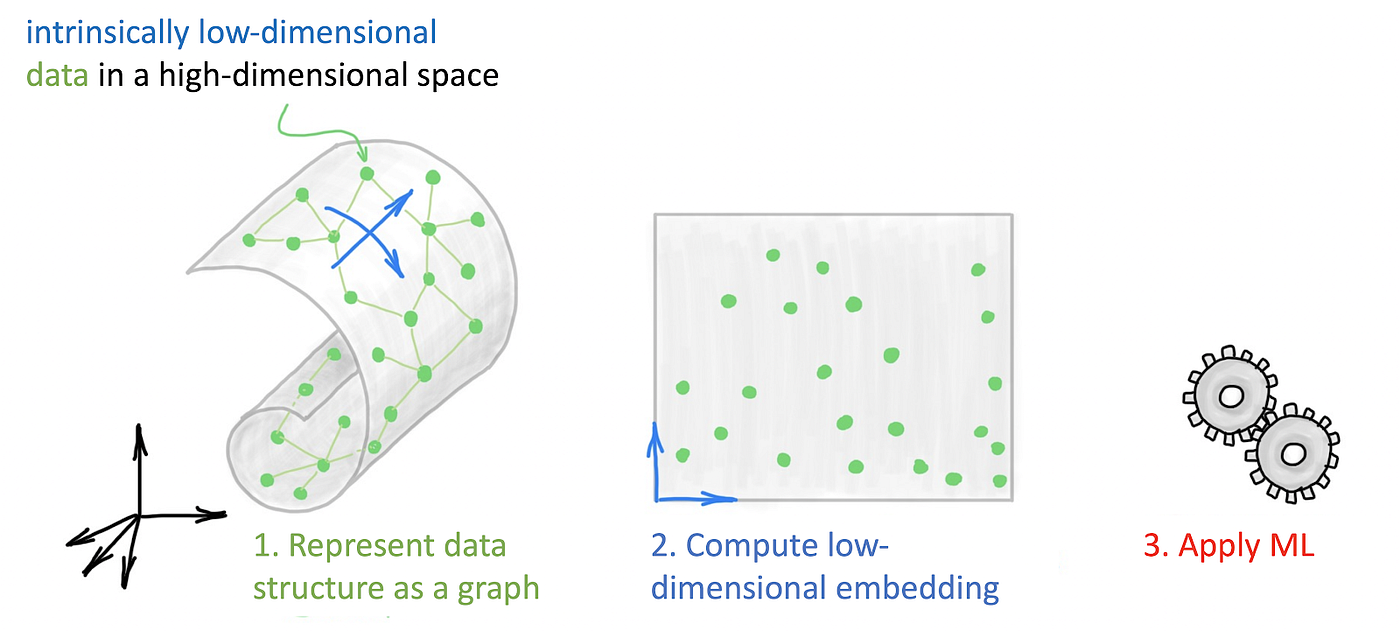 intrinsically low-dimensional
data in a high-dimensional space
1. Represent data
structure as a graph
2. Compute low-
dimensional embedding
3. Apply ML